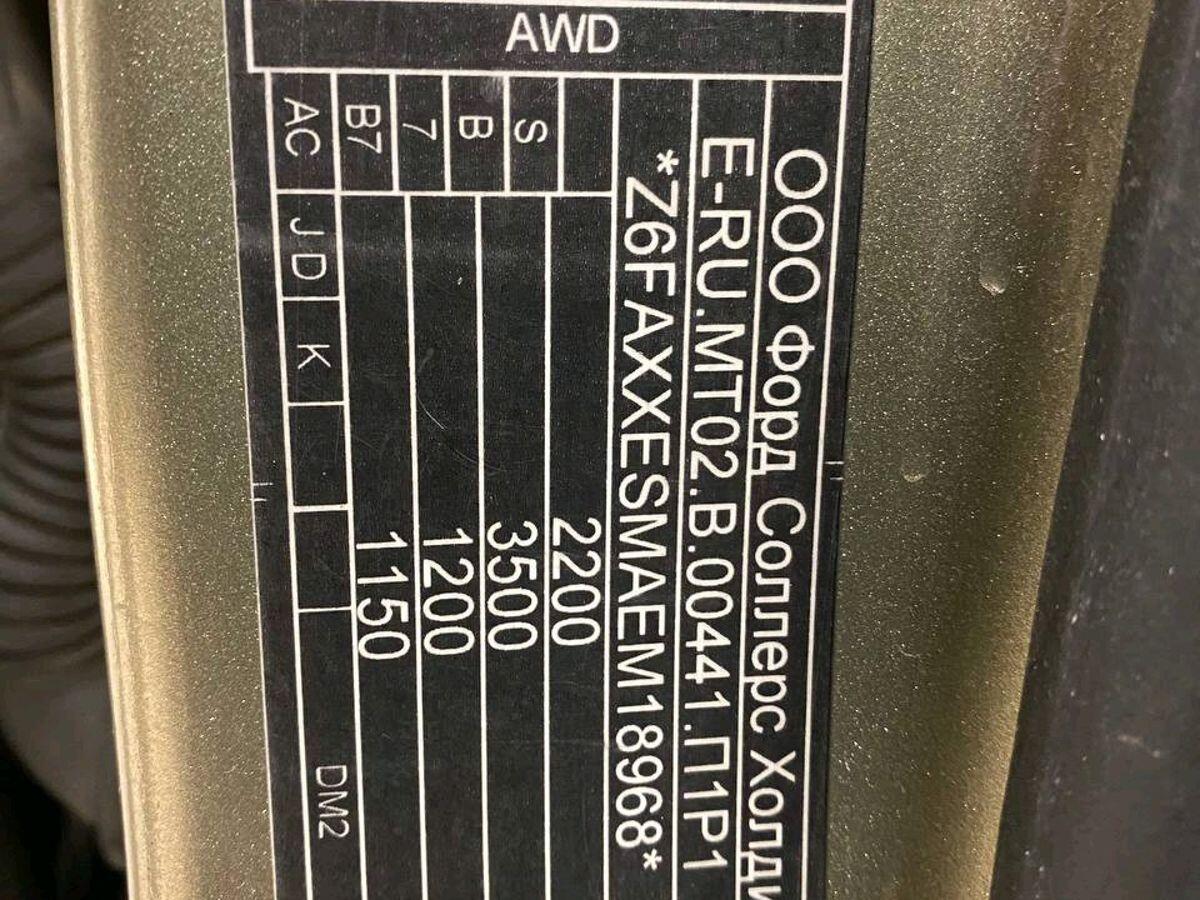 ООО Форд Соллерс Холди
E-RU.MT02.B.00441.П1Р1
*Z6FAXXESMAEM18968*
2200
S 3500
B 1200
7 1150
B7
AC JD K DM2
AWD